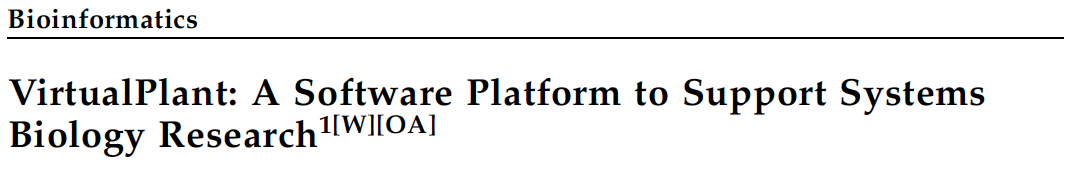 Bioinformatics
VirtualPlant: A Software Platform to Support Systems
Biology Research1[W][OA]